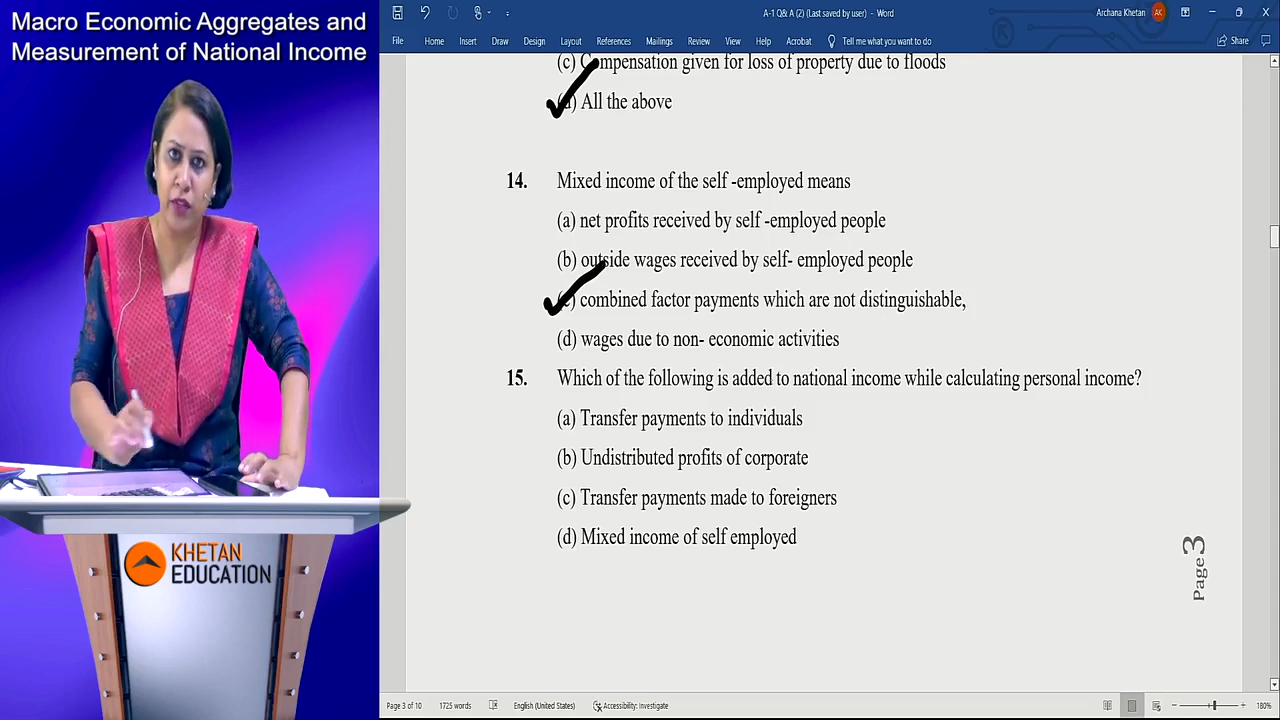 Macro Economic Aggregates and
Measurement of National Income
A-1 Q& A (2) (Last saved by user) - Word
Archana Khetan
AK
File Home Insert Draw Design Layout References Mailings Review View Help Acrobat Tell me what you want to do
Share
(c) Compensation given for loss of property due to floods
(d) All the above
14. Mixed income of the self -employed means
(a) net profits received by self -employed people
(b) outside wages received by self- employed people
(c) combined factor payments which are not distinguishable,
(d) wages due to non- economic activities
15. Which of the following is added to national income while calculating personal income?
(a) Transfer payments to individuals
(b) Undistributed profits of corporate
(c) Transfer payments made to foreigners
(d) Mixed income of self employed
Page 3
KHETAN
EDUCATION
Page 3 of 10 1725 words English (United States) Accessibility: Investigate 180%